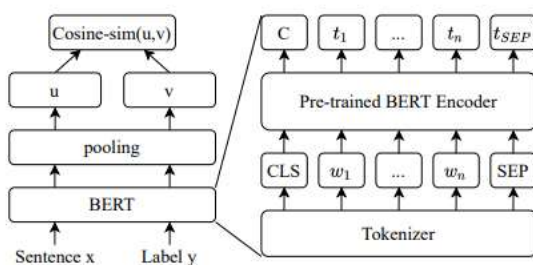 Cosine-sim(u,v)
u v
pooling
BERT
Sentence x Label y
C t1 ... tn tSEP
Pre-trained BERT Encoder
CLS w1 ... wn SEP
Tokenizer